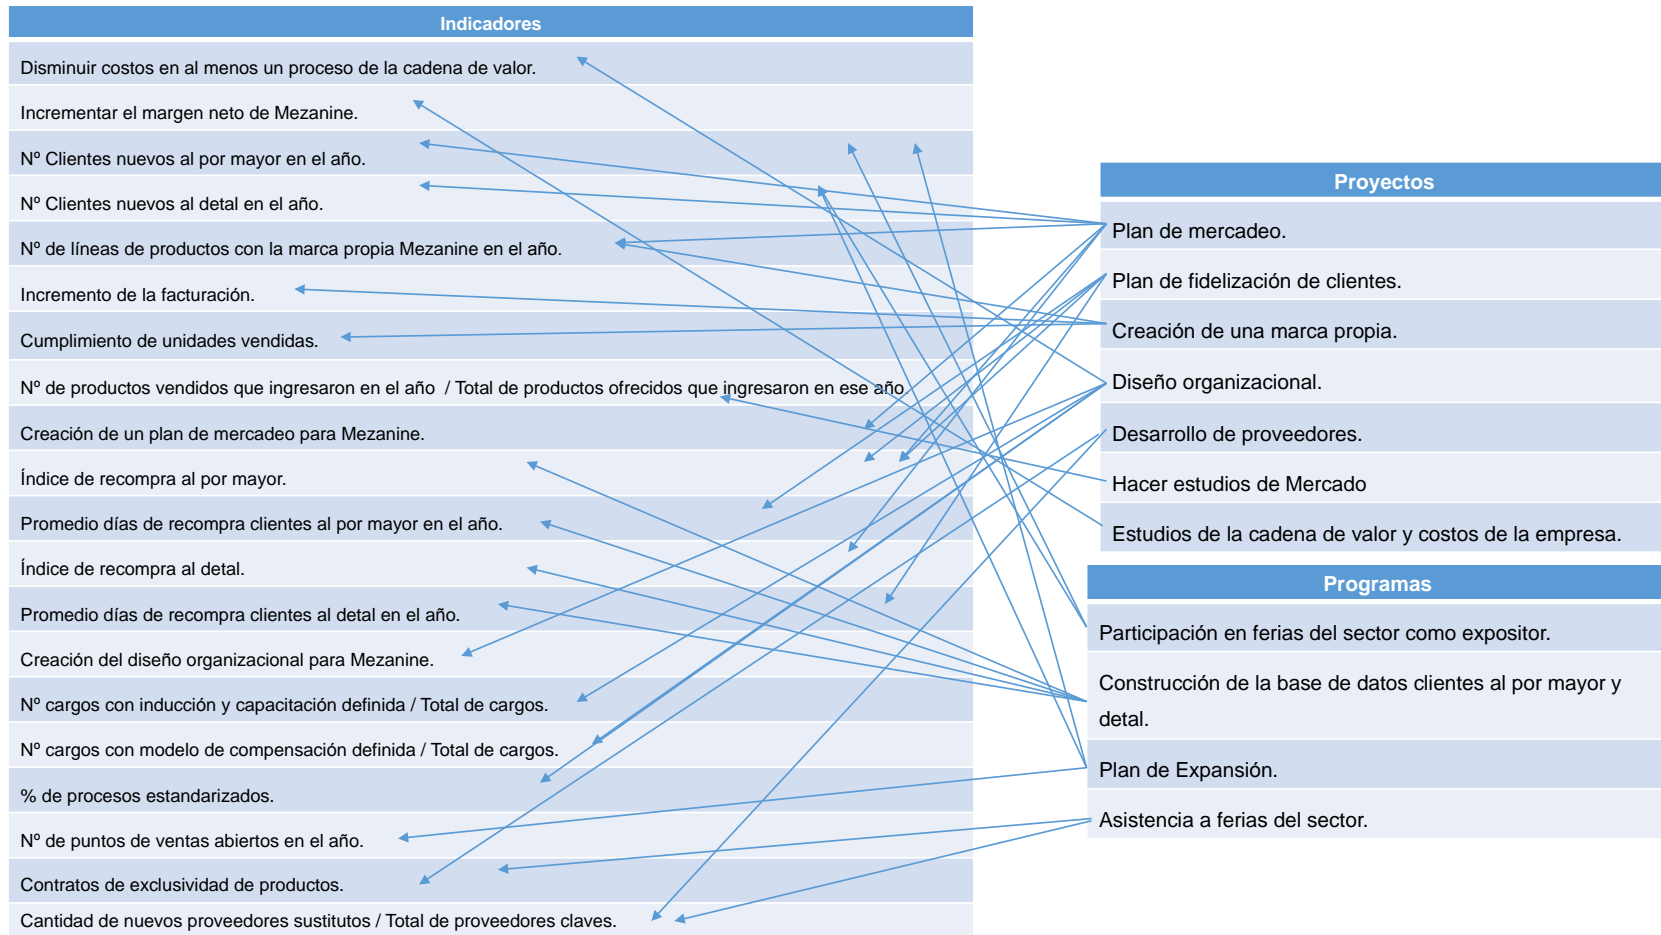 Indicadores
Disminuir costos en al menos un proceso de la cadena de valor.
Incrementar el margen neto de Mezanine.
Nº Clientes nuevos al por mayor en el año.
Nº Clientes nuevos al detal en el año.
Nº de líneas de productos con la marca propia Mezanine en el año.
Incremento de la facturación.
Cumplimiento de unidades vendidas.
Nº de productos vendidos que ingresaron en el año / Total de productos ofrecidos que ingresaron en ese año.
Creación de un plan de mercadeo para Mezanine.
Índice de recompra al por mayor.
Promedio días de recompra clientes al por mayor en el año.
Índice de recompra al detal.
Promedio días de recompra clientes al detal en el año.
Creación del diseño organizacional para Mezanine.
Nº cargos con inducción y capacitación definida / Total de cargos.
Nº cargos con modelo de compensación definida / Total de cargos.
% de procesos estandarizados.
Nº de puntos de ventas abiertos en el año.
Contratos de exclusividad de productos.
Cantidad de nuevos proveedores sustitutos / Total de proveedores claves.
Proyectos
Plan de mercadeo.
Plan de fidelización de clientes.
Creación de una marca propia.
Diseño organizacional.
Desarrollo de proveedores.
Hacer estudios de Mercado
Estudios de la cadena de valor y costos de la empresa.
Programas
Participación en ferias del sector como expositor.
Construcción de la base de datos clientes al por mayor y
detal.
Plan de Expansión.
Asistencia a ferias del sector.